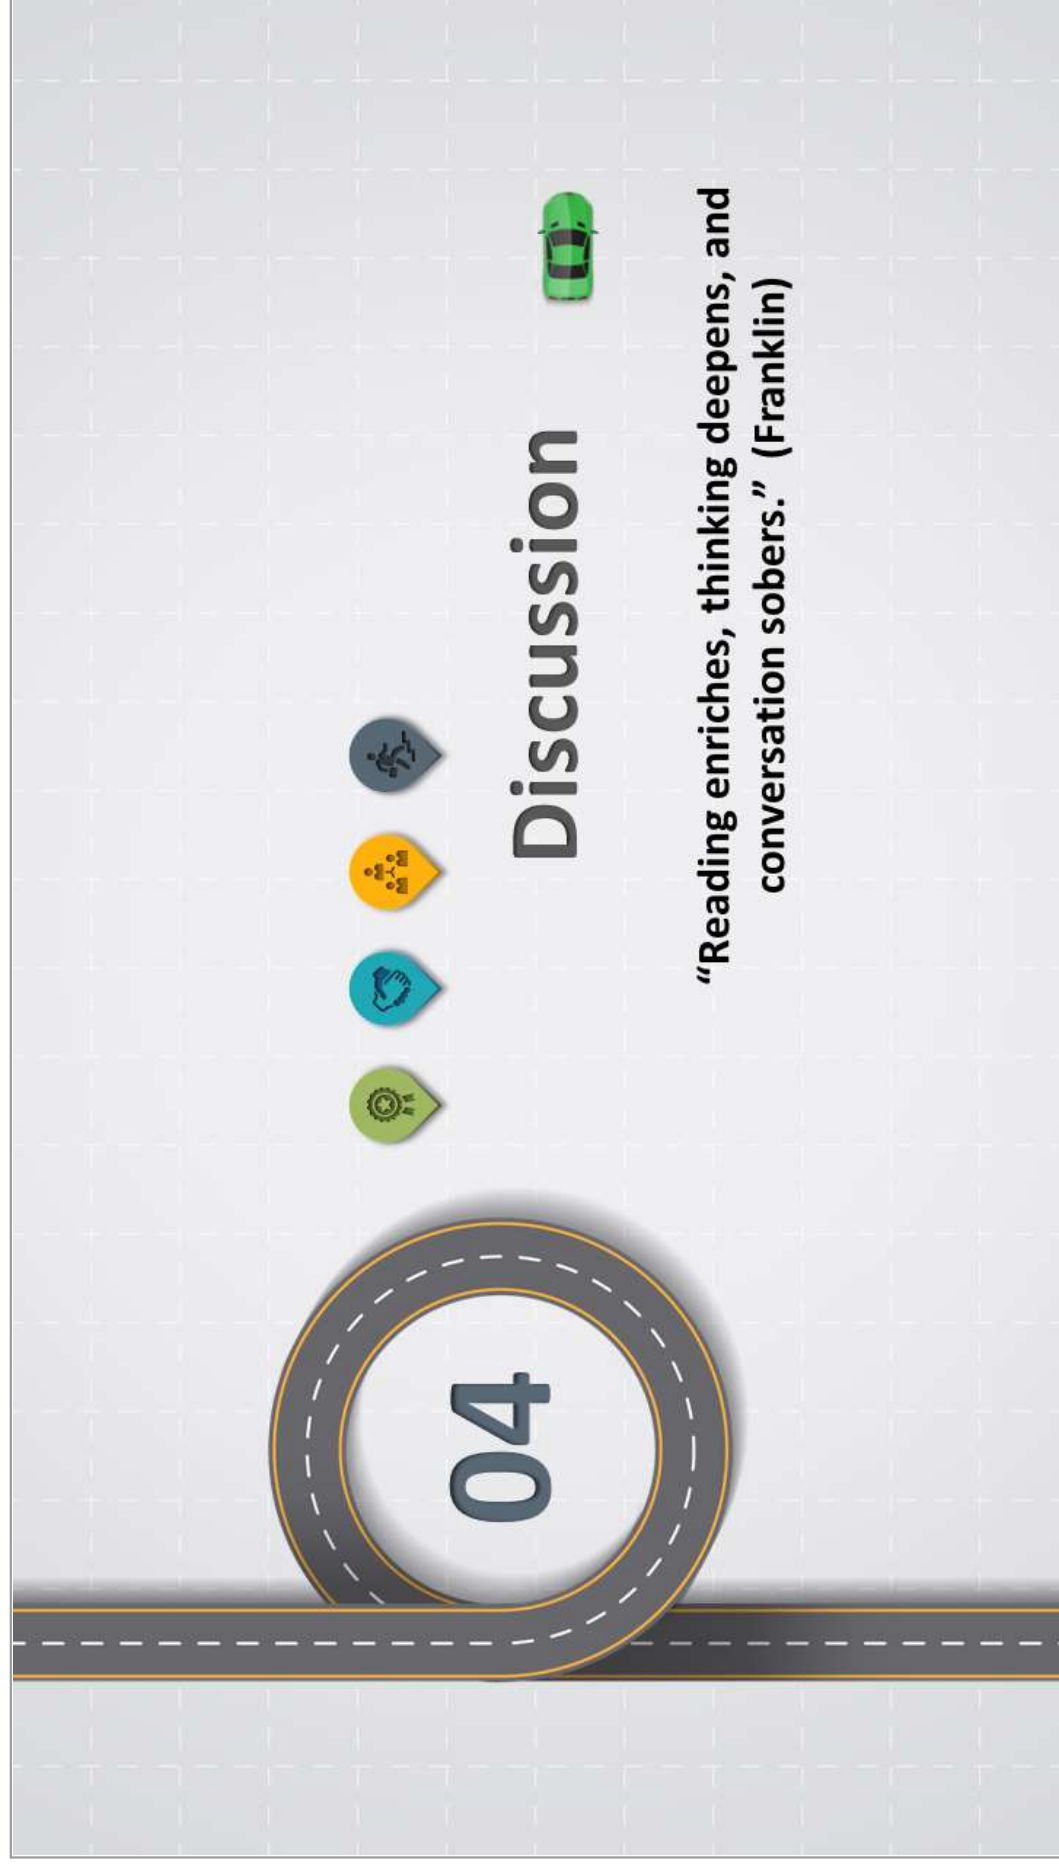 04
Discussion
“Reading enriches, thinking deepens, and
conversation sobers.” (Franklin)